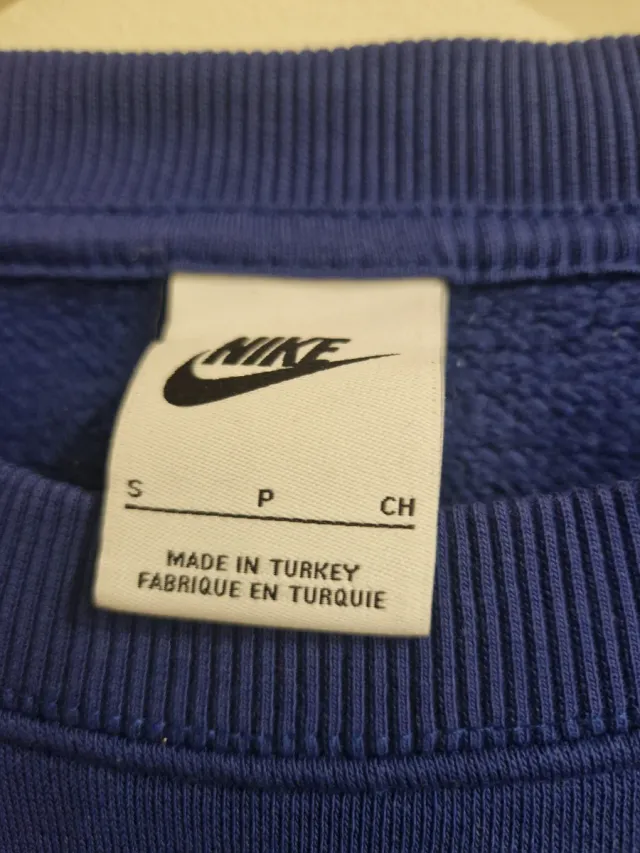 NIKE
S P CH
MADE IN TURKEY
FABRIQUE EN TURQUIE